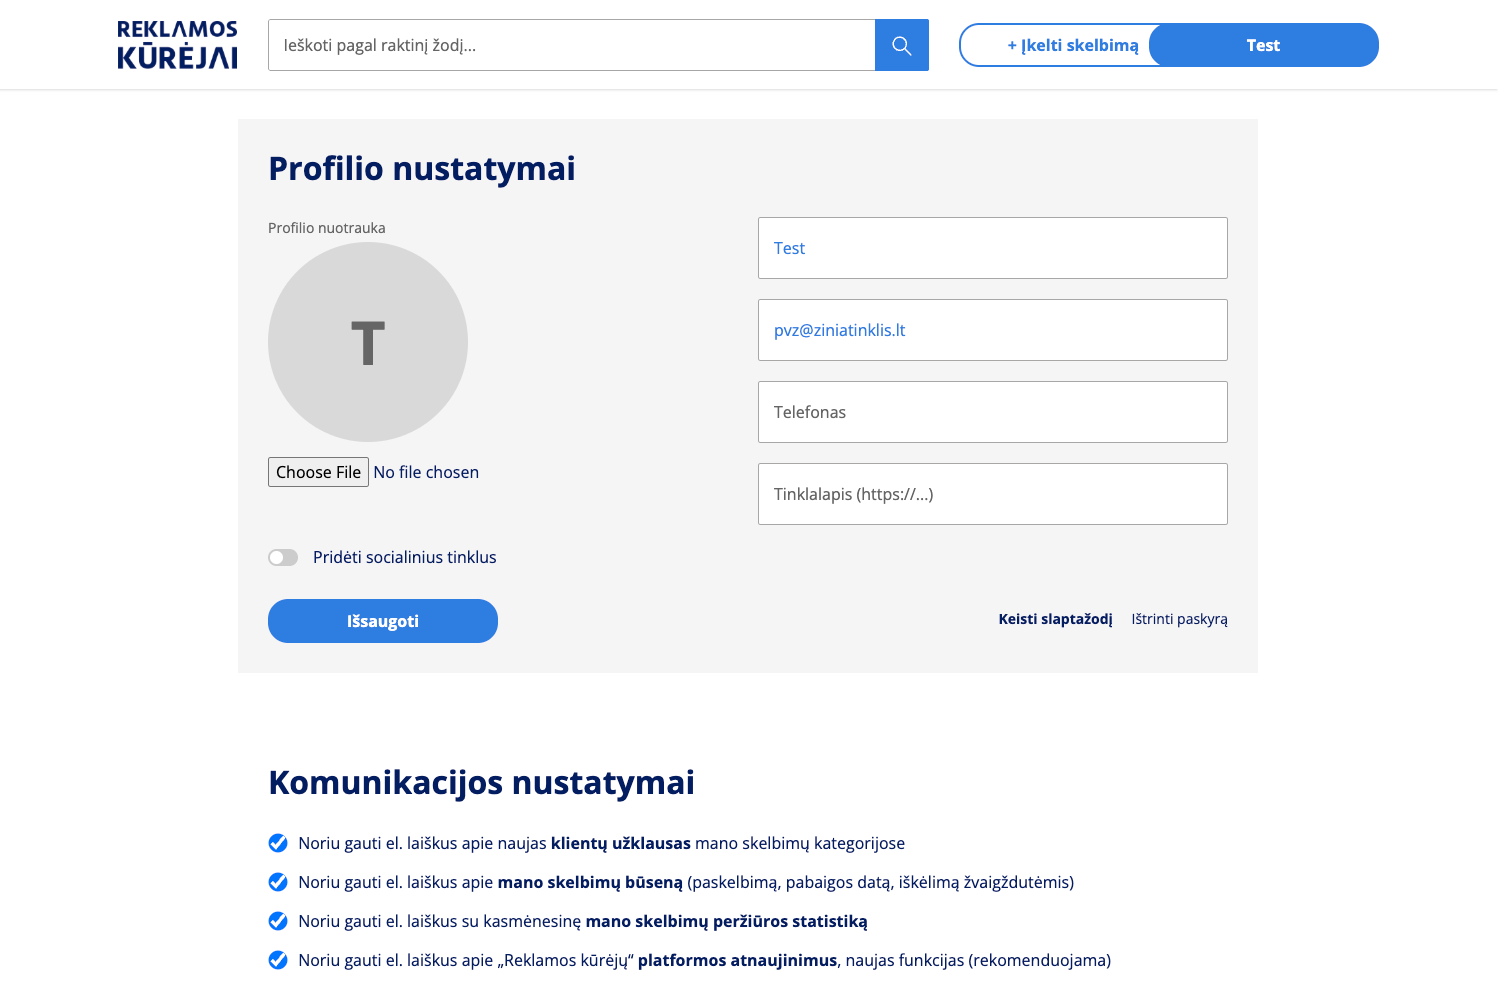 REKLAMOS
KŪRĖJAI
Ieškoti pagal raktinį žodį...
+ Įkelti skelbimą
Test
Profilio nustatymai
Profilio nuotrauka
T
Choose File No file chosen
Test
pvz@ziniatinklis.lt
Telefonas
Tinklalapis (https://...)
Pridėti socialinius tinklus
Išsaugoti
Keisti slaptažodį
Ištrinti paskyrą
Komunikacijos nustatymai
Noriu gauti el. laiškus apie naujas klientų užklausas mano skelbimų kategorijose
Noriu gauti el. laiškus apie mano skelbimų būseną (paskelbimą, pabaigos datą, iškėlimą žvaigždutėmis)
Noriu gauti el. laiškus su kasmėnesinę mano skelbimų peržiūros statistiką
Noriu gauti el. laiškus apie „Reklamos kūrėjų“ platformos atnaujinimus, naujas funkcijas (rekomenduojama)